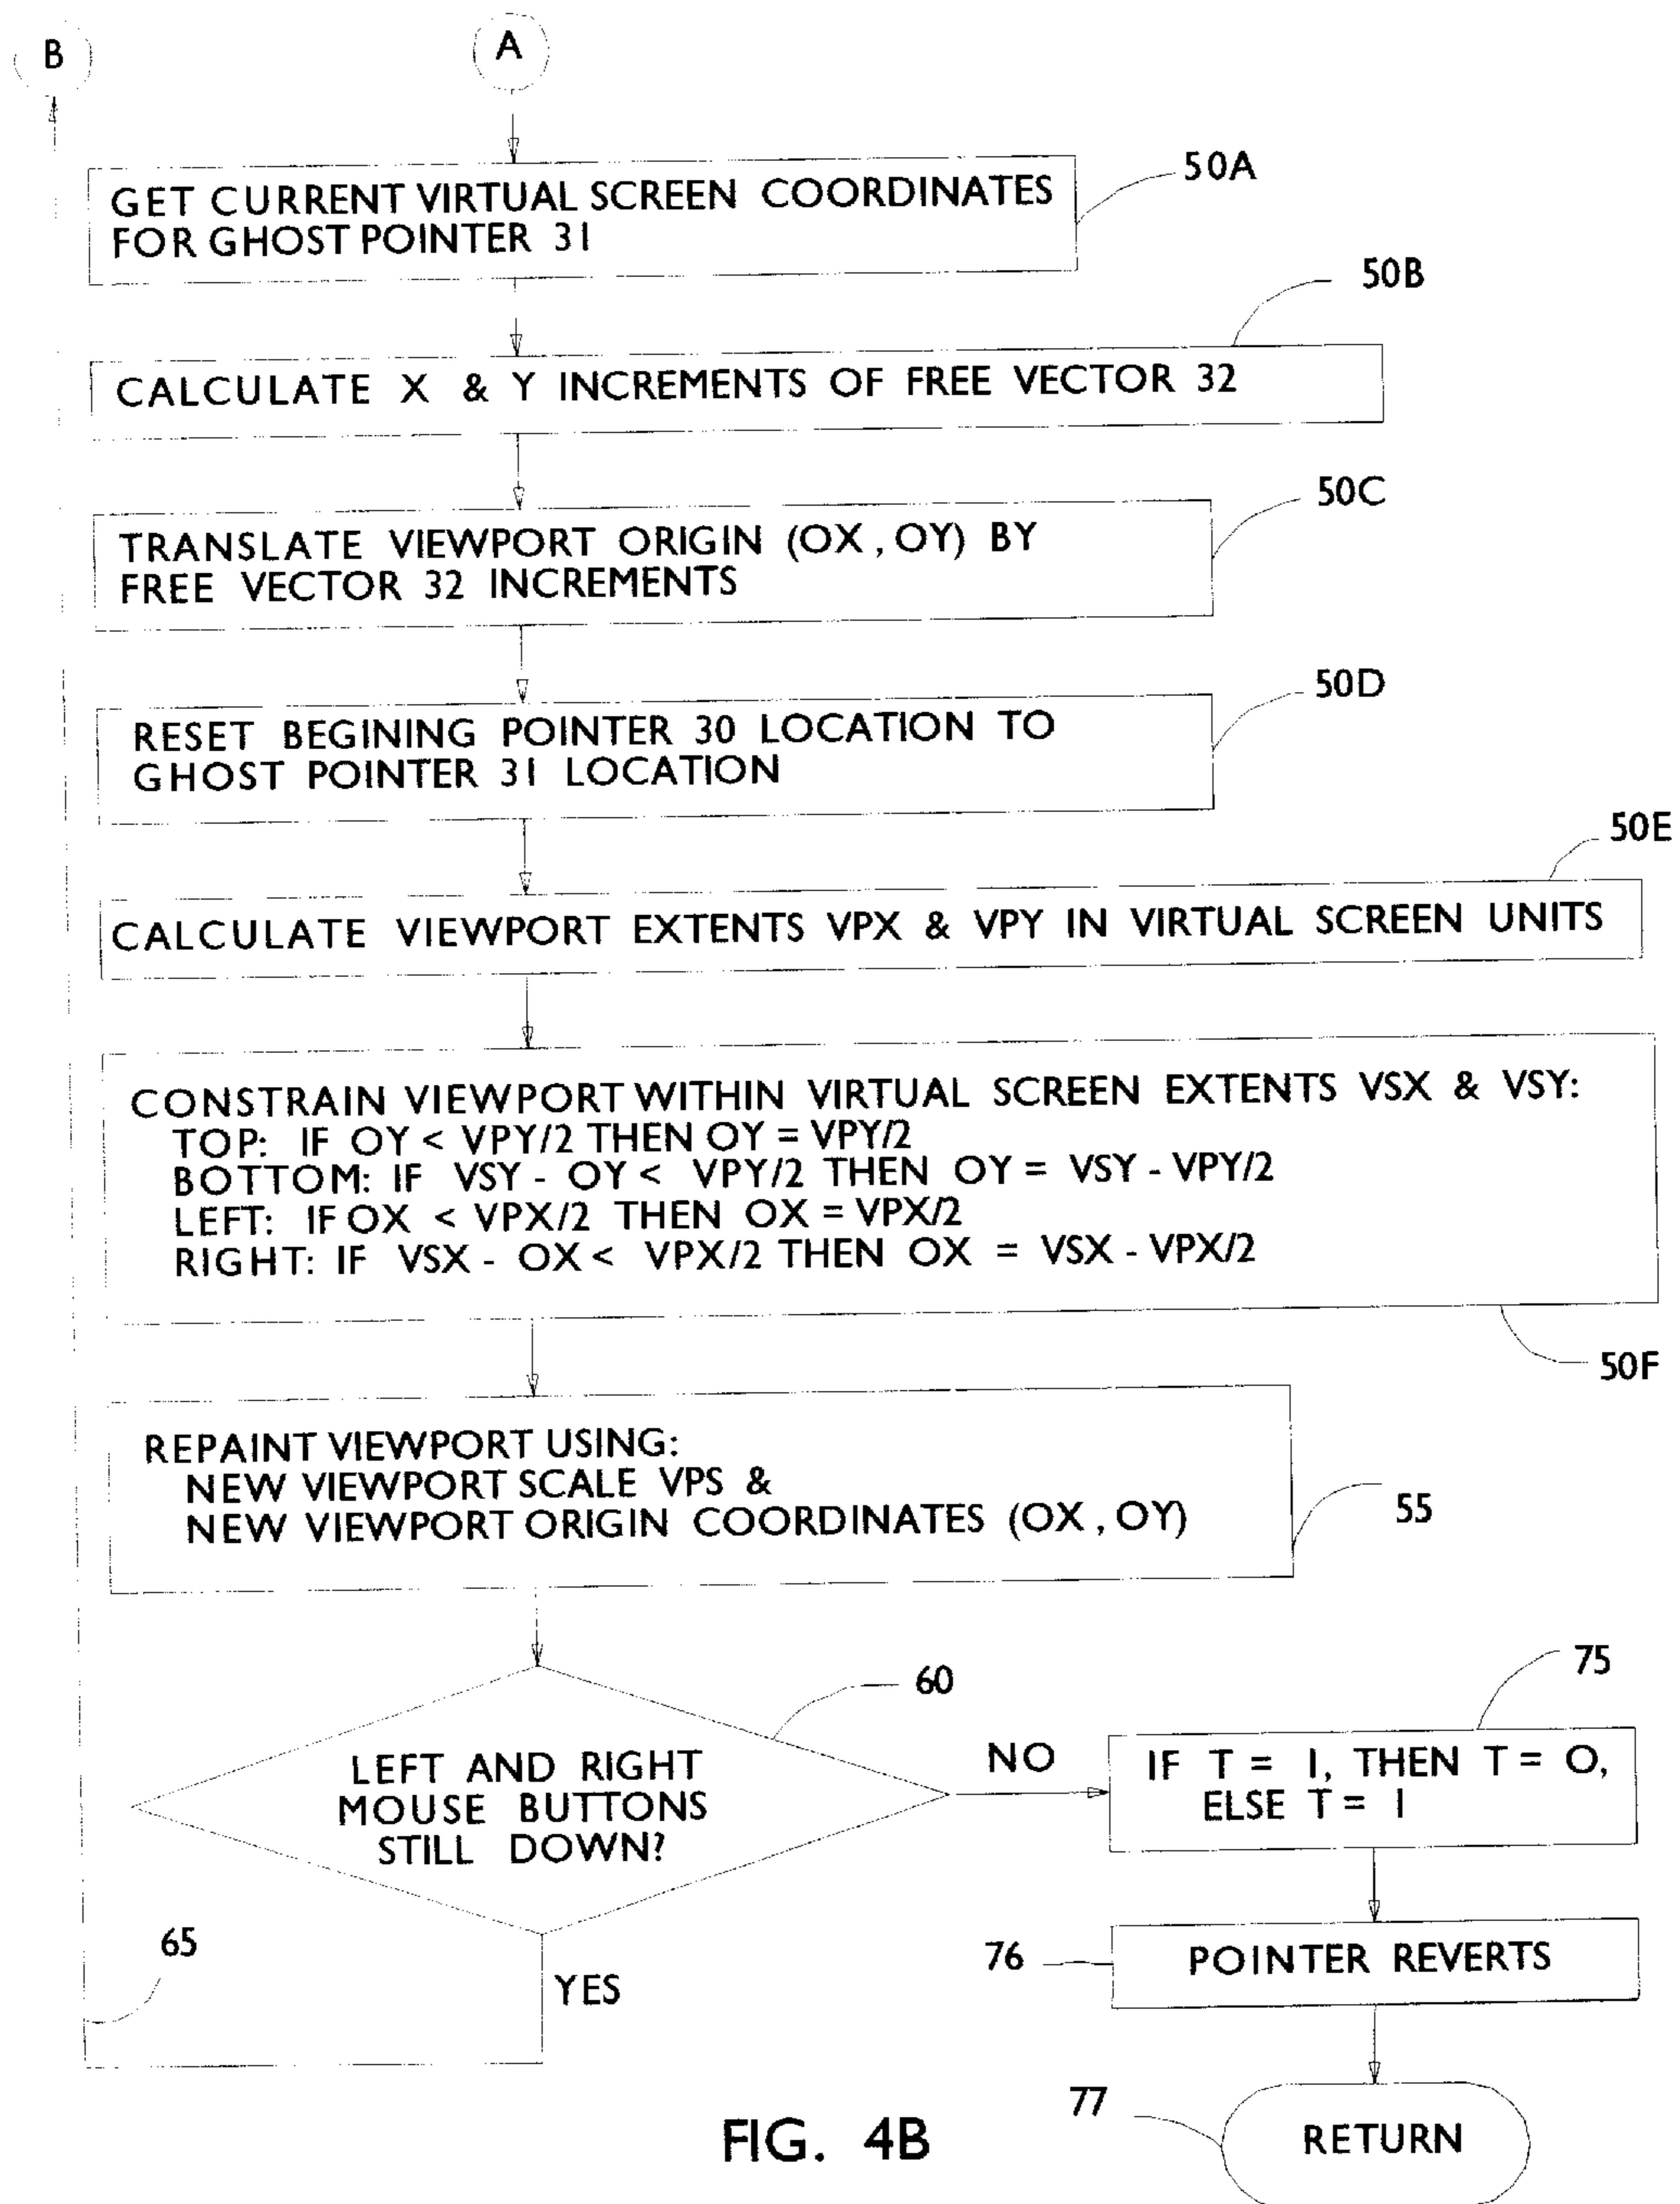 B
A
GET CURRENT VIRTUAL SCREEN COORDINATES
FOR GHOST POINTER 31
50A
50B
CALCULATE X & Y INCREMENTS OF FREE VECTOR 32
50C
TRANSLATE VIEWPORT ORIGIN (OX, OY) BY
FREE VECTOR 32 INCREMENTS
50D
RESET BEGINING POINTER 30 LOCATION TO
GHOST POINTER 31 LOCATION
50E
CALCULATE VIEWPORT EXTENTS VPX & VPY IN VIRTUAL SCREEN UNITS
CONSTRAIN VIEWPORT WITHIN VIRTUAL SCREEN EXTENTS VSX & VSY:
TOP: IF OY < VPY/2 THEN OY = VPY/2
BOTTOM: IF VSY - OY < VPY/2 THEN OY = VSY - VPY/2
LEFT: IF OX < VPX/2 THEN OX = VPX/2
RIGHT: IF VSX - OX < VPX/2 THEN OX = VSX - VPX/2
50F
REPAINT VIEWPORT USING:
NEW VIEWPORT SCALE VPS &
NEW VIEWPORT ORIGIN COORDINATES (OX, OY)
55
60
LEFT AND RIGHT
MOUSE BUTTONS
STILL DOWN?
NO
75
IF T = 1, THEN T = 0,
ELSE T = 1
65
YES
76
POINTER REVERTS
77
RETURN
FIG. 4B